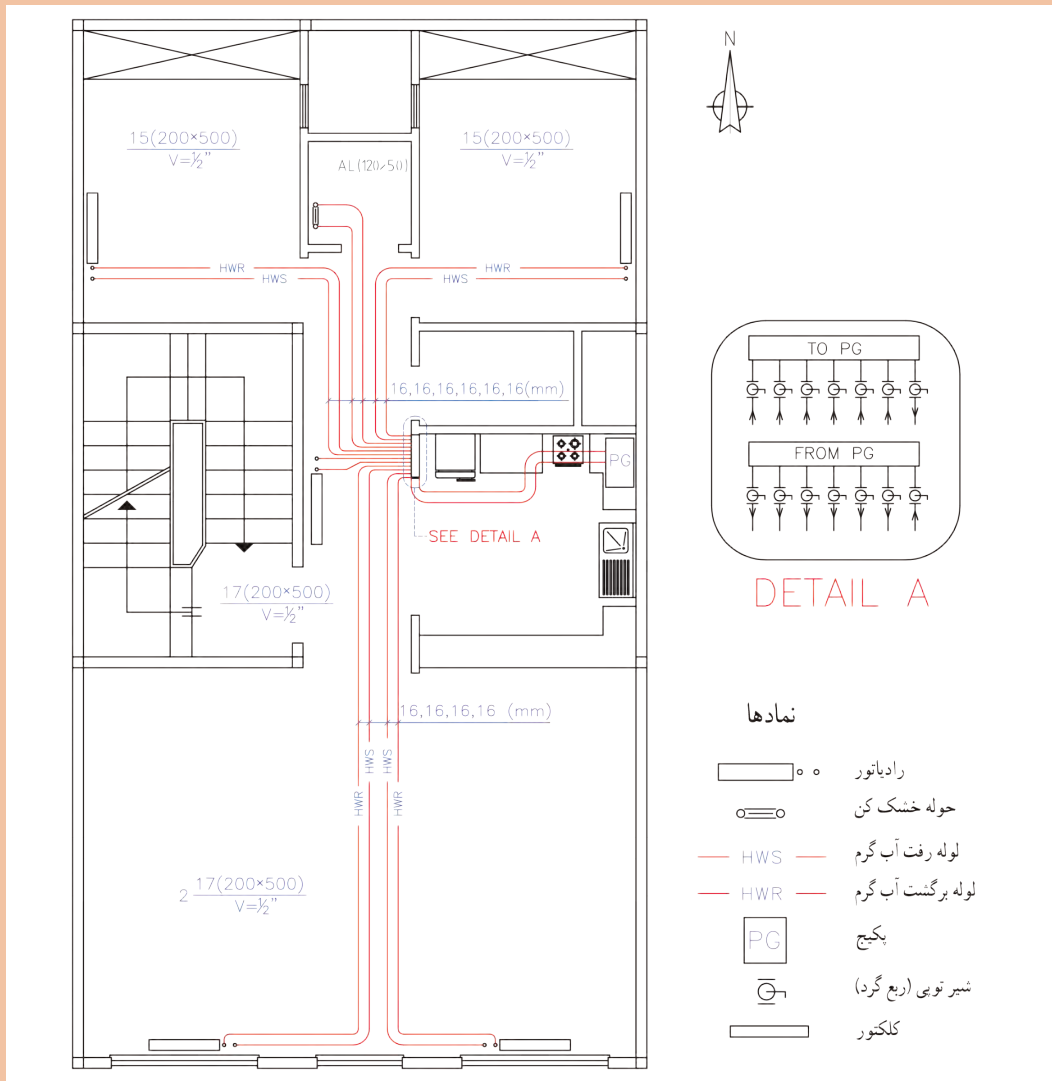 N
15(200×500)
V=½"
AL(120×50)
15(200×500)
V=½"
HWR
HWS
HWR
HWS
16,16,16,16,16,16(mm)
PG
SEE DETAIL A
17(200×500)
V=½"
16,16,16,16 (mm)
HWR
HWS
HWS
HWR
2 17(200×500)
V=½"
TO PG
FROM PG
DETAIL A
نمادها
رادیاتور
حوله خشک کن
HWS لوله رفت آب گرم
HWR لوله برگشت آب گرم
PG پکیج
شیر توپی (ربع گرد)
کلکتور